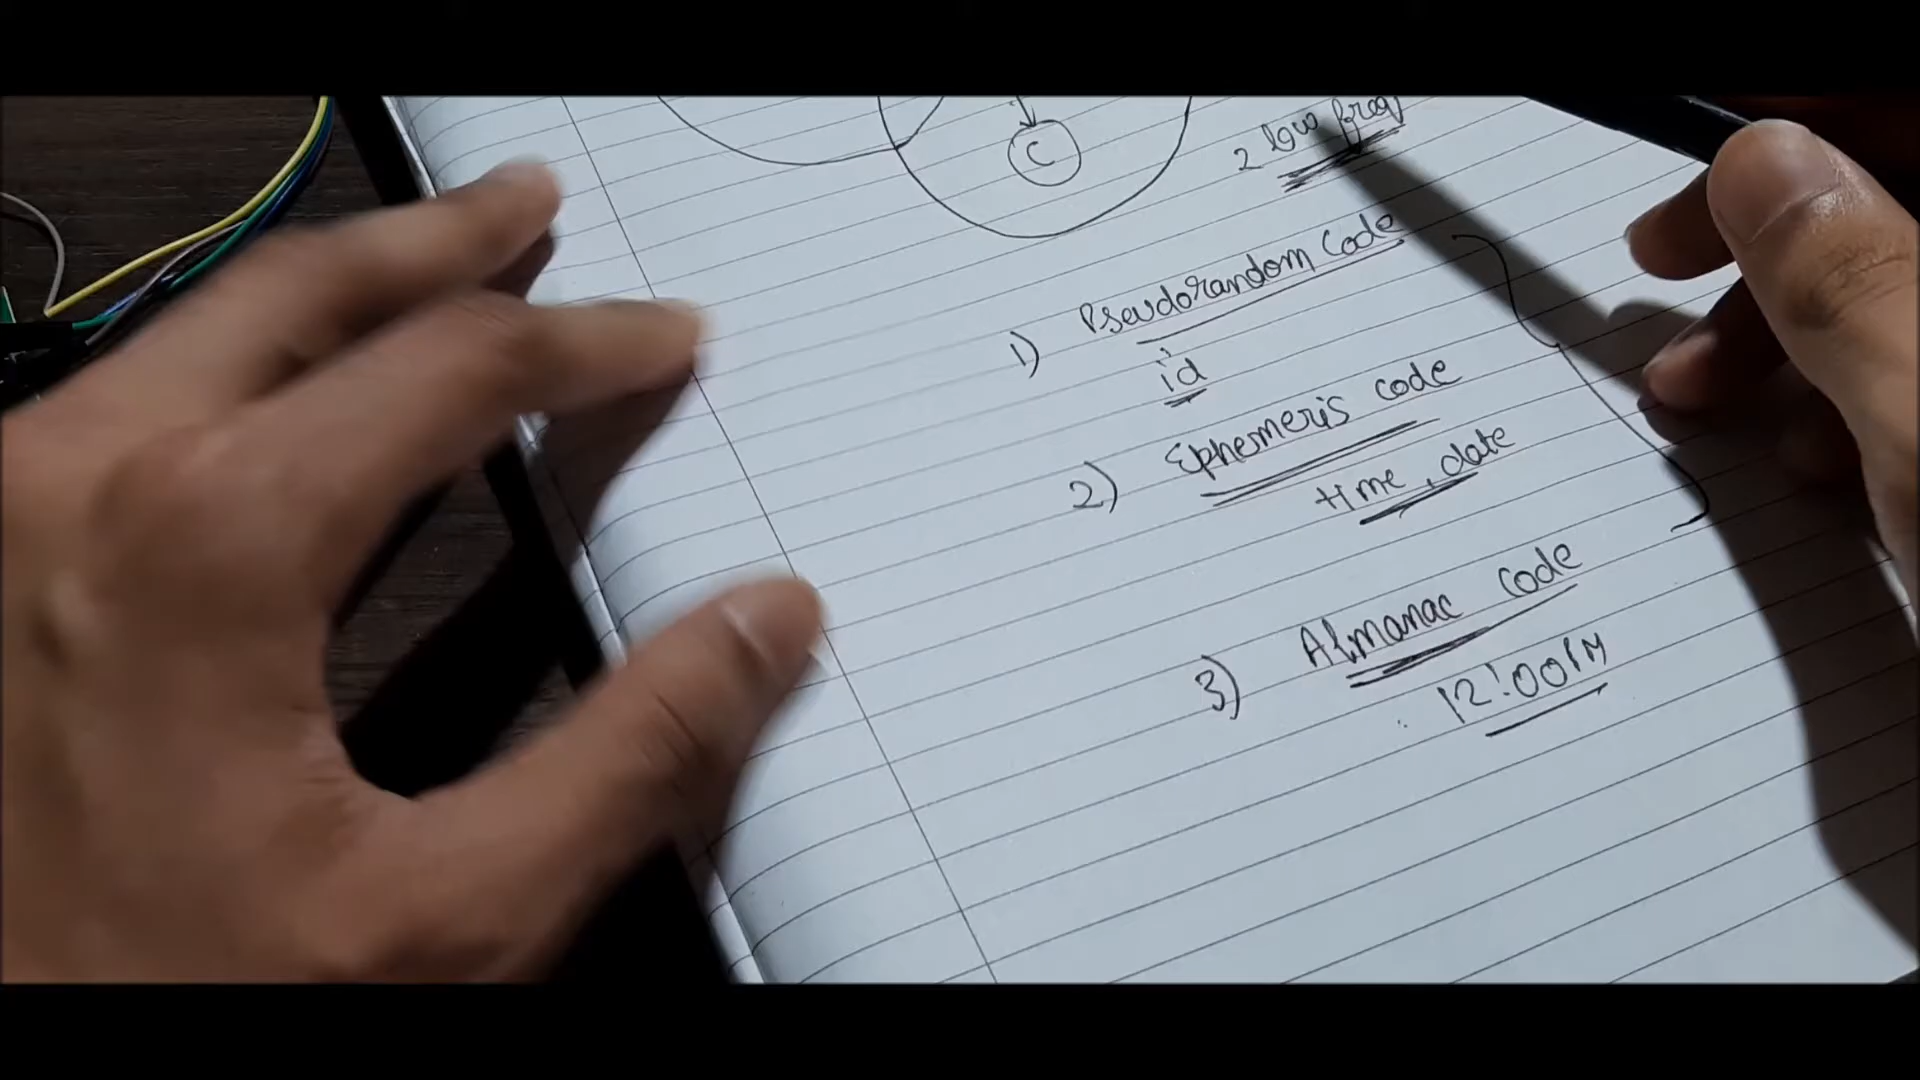 C
2 low freq
1) Pseudorandom Code
id
2) Ephemeris code
time, date
3) Almanac Code
12:00PM